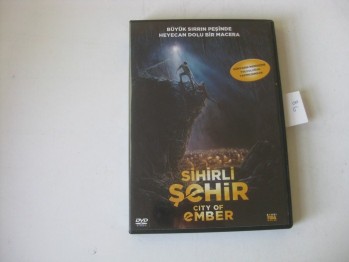 BÜYÜK SIRRIN PEŞİNDE
HEYECAN DOLU BİR MACERA
SİHİRLİ
ŞEHİR
CITY OF
EMBER
DVD